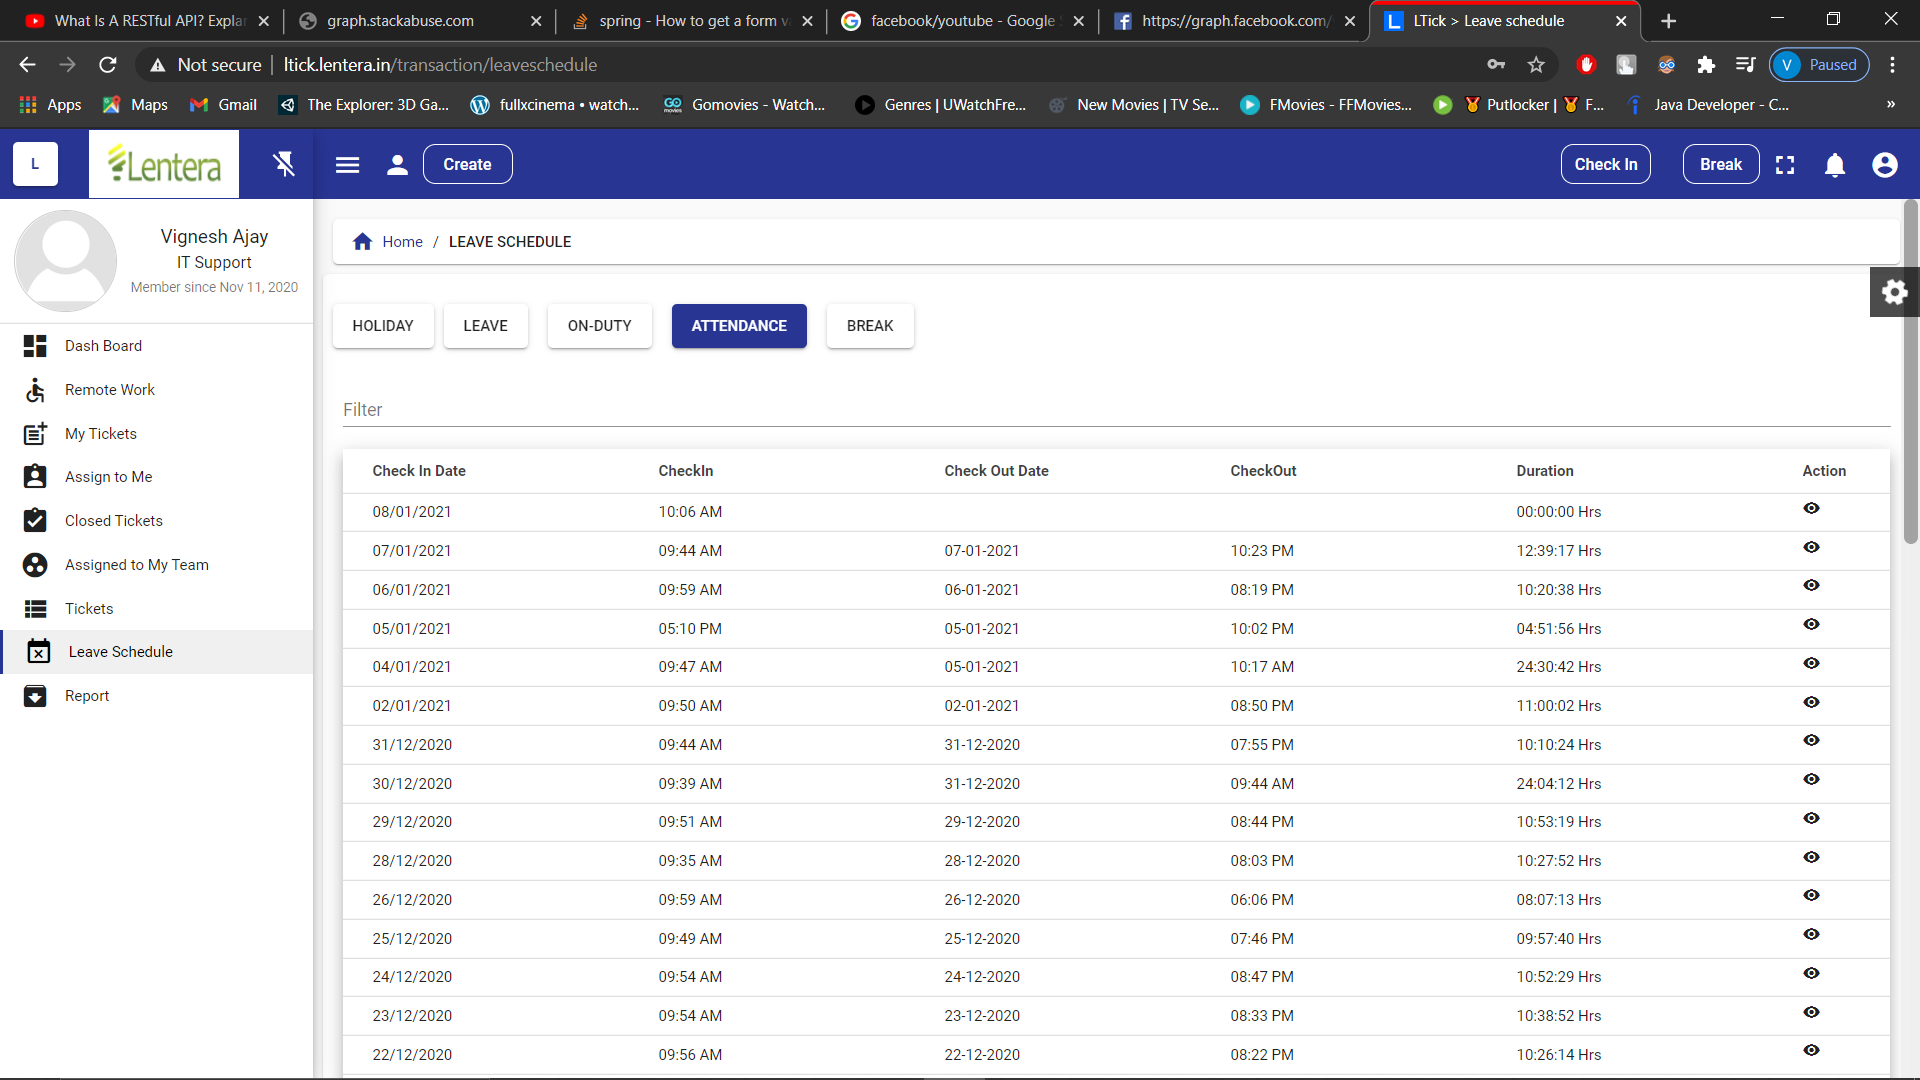 What Is A RESTful API? Explai
graph.stackabuse.com
spring - How to get a form v
facebook/youtube - Google
https://graph.facebook.com/
LTick > Leave schedule
Not secure | ltick.lentera.in/transaction/leaveschedule
V Paused
Apps Maps Gmail The Explorer: 3D Ga... fullxcinema • watch... Gomovies - Watch... Genres | UWatchFre... New Movies | TV Se... FMovies - FFMovies... Putlocker | F... Java Developer - C... »
L Lentera Create Check In Break
Vignesh Ajay
IT Support
Member since Nov 11, 2020
Dash Board
Remote Work
My Tickets
Assign to Me
Closed Tickets
Assigned to My Team
Tickets
Leave Schedule
Report
Home / LEAVE SCHEDULE
HOLIDAY LEAVE ON-DUTY ATTENDANCE BREAK
Filter
Check In Date CheckIn Check Out Date CheckOut Duration Action
08/01/2021 10:06 AM 00:00:00 Hrs
07/01/2021 09:44 AM 07-01-2021 10:23 PM 12:39:17 Hrs
06/01/2021 09:59 AM 06-01-2021 08:19 PM 10:20:38 Hrs
05/01/2021 05:10 PM 05-01-2021 10:02 PM 04:51:56 Hrs
04/01/2021 09:47 AM 05-01-2021 10:17 AM 24:30:42 Hrs
02/01/2021 09:50 AM 02-01-2021 08:50 PM 11:00:02 Hrs
31/12/2020 09:44 AM 31-12-2020 07:55 PM 10:10:24 Hrs
30/12/2020 09:39 AM 31-12-2020 09:44 AM 24:04:12 Hrs
29/12/2020 09:51 AM 29-12-2020 08:44 PM 10:53:19 Hrs
28/12/2020 09:35 AM 28-12-2020 08:03 PM 10:27:52 Hrs
26/12/2020 09:59 AM 26-12-2020 06:06 PM 08:07:13 Hrs
25/12/2020 09:49 AM 25-12-2020 07:46 PM 09:57:40 Hrs
24/12/2020 09:54 AM 24-12-2020 08:47 PM 10:52:29 Hrs
23/12/2020 09:54 AM 23-12-2020 08:33 PM 10:38:52 Hrs
22/12/2020 09:56 AM 22-12-2020 08:22 PM 10:26:14 Hrs